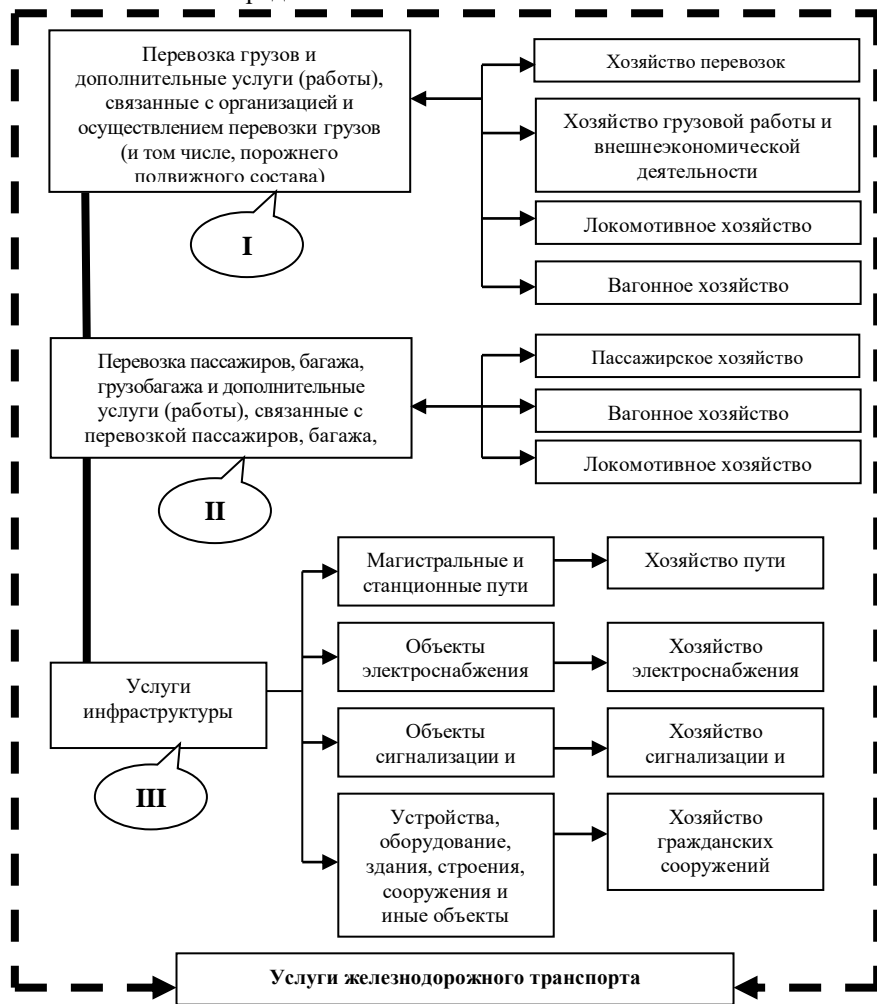 Перевозка грузов и
дополнительные услуги (работы),
связанные с организацией и
осуществлением перевозки грузов
(и том числе, порожнего
подвижного состава)
I
Хозяйство перевозок
Хозяйство грузовой работы и
внешнеэкономической
деятельности
Локомотивное хозяйство
Вагонное хозяйство
Перевозка пассажиров, багажа,
грузобагажа и дополнительные
услуги (работы), связанные с
перевозкой пассажиров, багажа,
II
Пассажирское хозяйство
Вагонное хозяйство
Локомотивное хозяйство
Услуги
инфраструктуры
III
Магистральные и
станционные пути
Хозяйство пути
Объекты
электроснабжения
Хозяйство
электроснабжения
Объекты
сигнализации и
Хозяйство
сигнализации и
Устройства,
оборудование,
здания, строения,
сооружения и
иные объекты
Хозяйство
гражданских
сооружений
Услуги железнодорожного транспорта